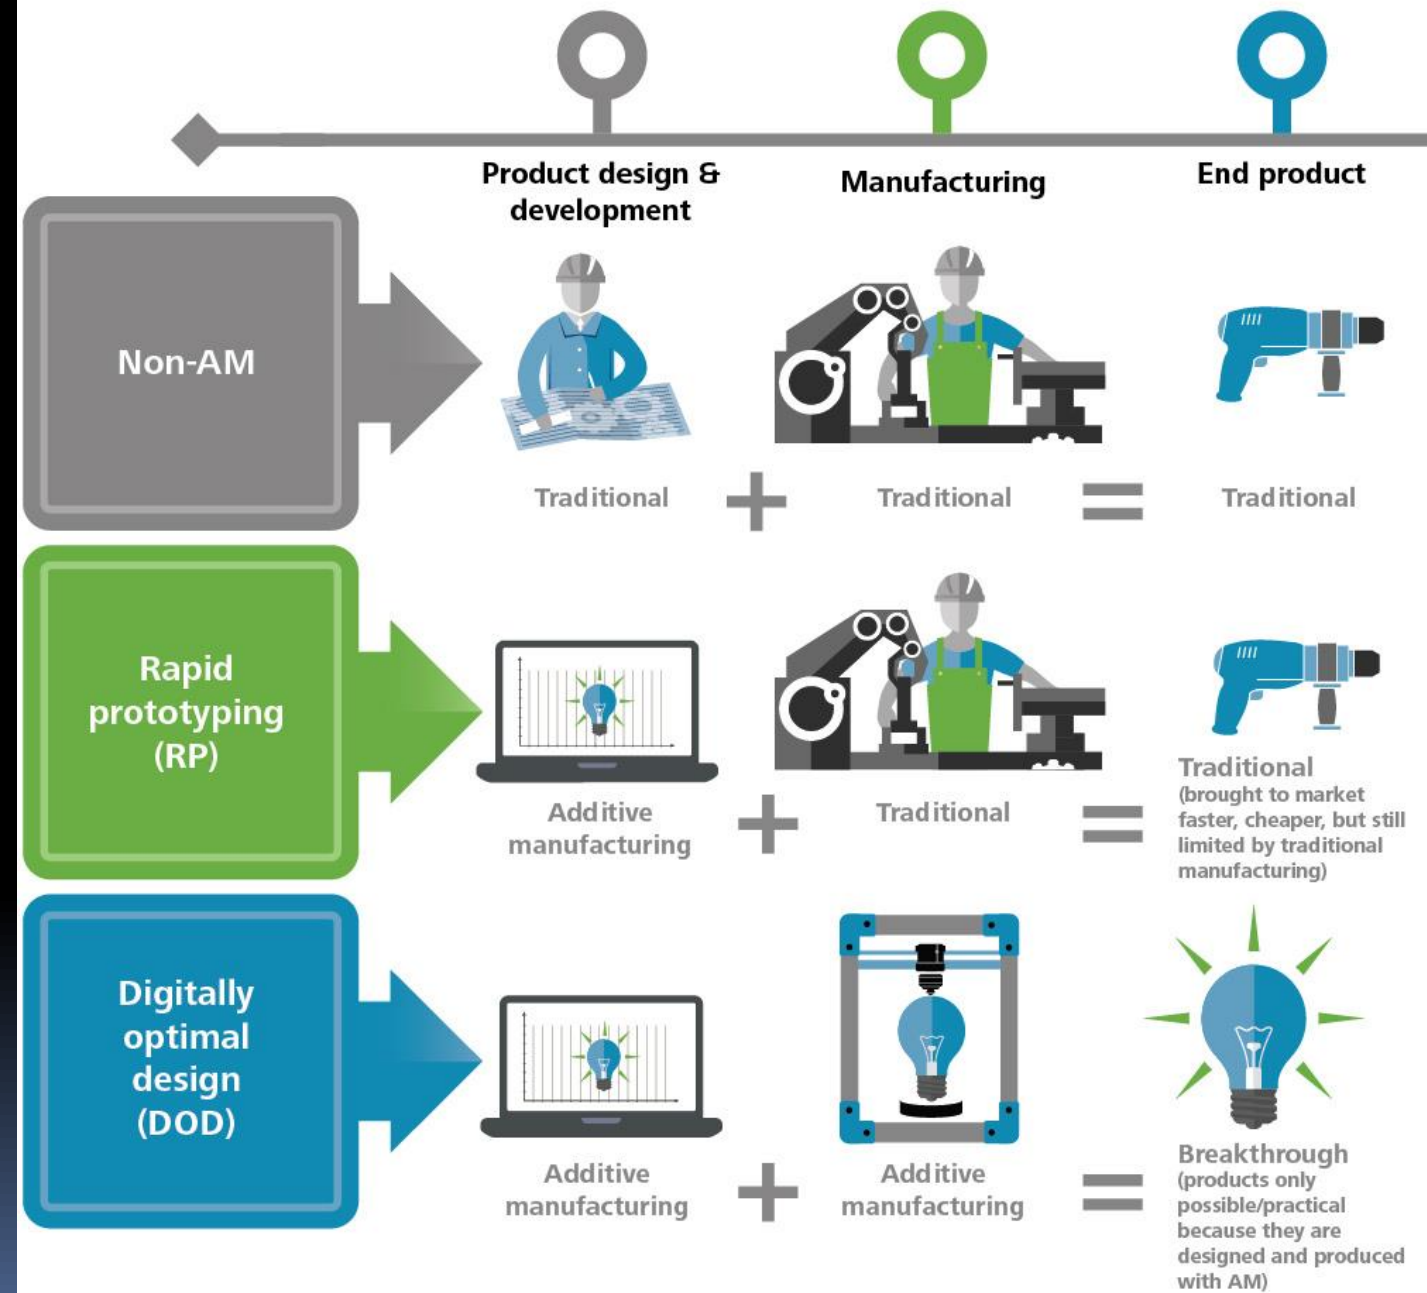 Product design &
development
Manufacturing
End product
Non-AM
Traditional
Traditional
Traditional
Rapid
prototyping
(RP)
Additive
manufacturing
Traditional
Traditional
(brought to market
faster, cheaper, but still
limited by traditional
manufacturing)
Digitally
optimal
design
(DOD)
Additive
manufacturing
Additive
manufacturing
Breakthrough
(products only
possible/practical
because they are
designed and produced
with AM)